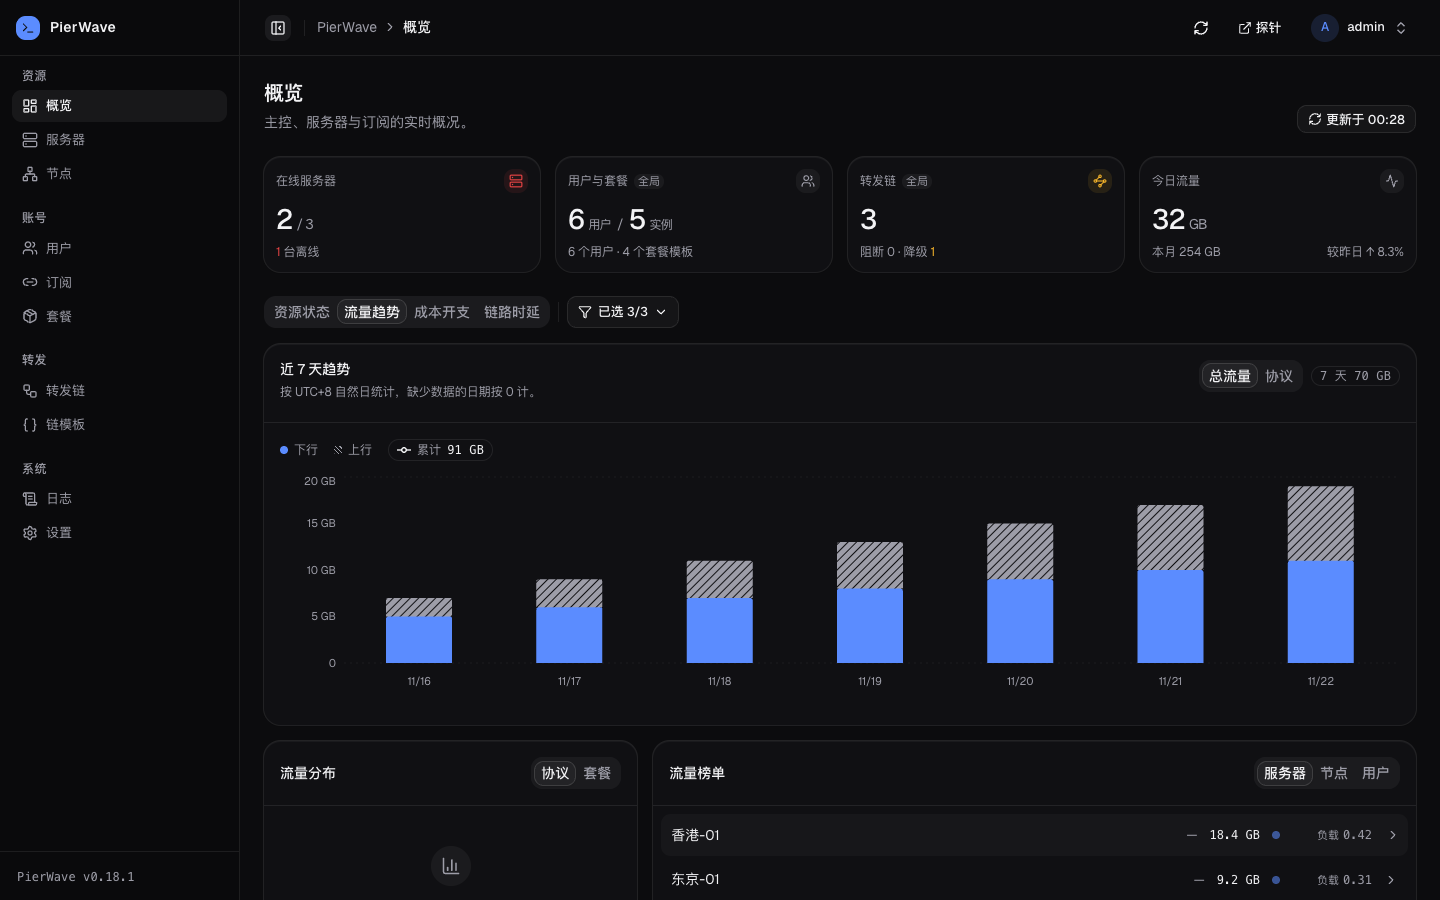 PierWave
PierWave > 概览
探针
A admin
资源
概览
服务器
节点
账号
用户
订阅
套餐
转发
转发链
链模板
系统
日志
设置
PierWave v0.18.1
概览
主控、服务器与订阅的实时概况。
更新于 00:28
在线服务器
2 / 3
1 台离线
用户与套餐 全局
6 用户 / 5 实例
6 个用户 · 4 个套餐模板
转发链 全局
3
阻断 0 · 降级 1
今日流量
32 GB
本月 254 GB 较昨日 ↑ 8.3%
资源状态 流量趋势 成本开支 链路时延 已选 3/3
近 7 天趋势
按 UTC+8 自然日统计，缺少数据的日期按 0 计。
总流量 协议 7 天 70 GB
下行 上行 累计 91 GB
20 GB
15 GB
10 GB
5 GB
0
11/16 11/17 11/18 11/19 11/20 11/21 11/22
流量分布 协议 套餐
流量榜单 服务器 节点 用户
香港-01 — 18.4 GB 负载 0.42
东京-01 — 9.2 GB 负载 0.31